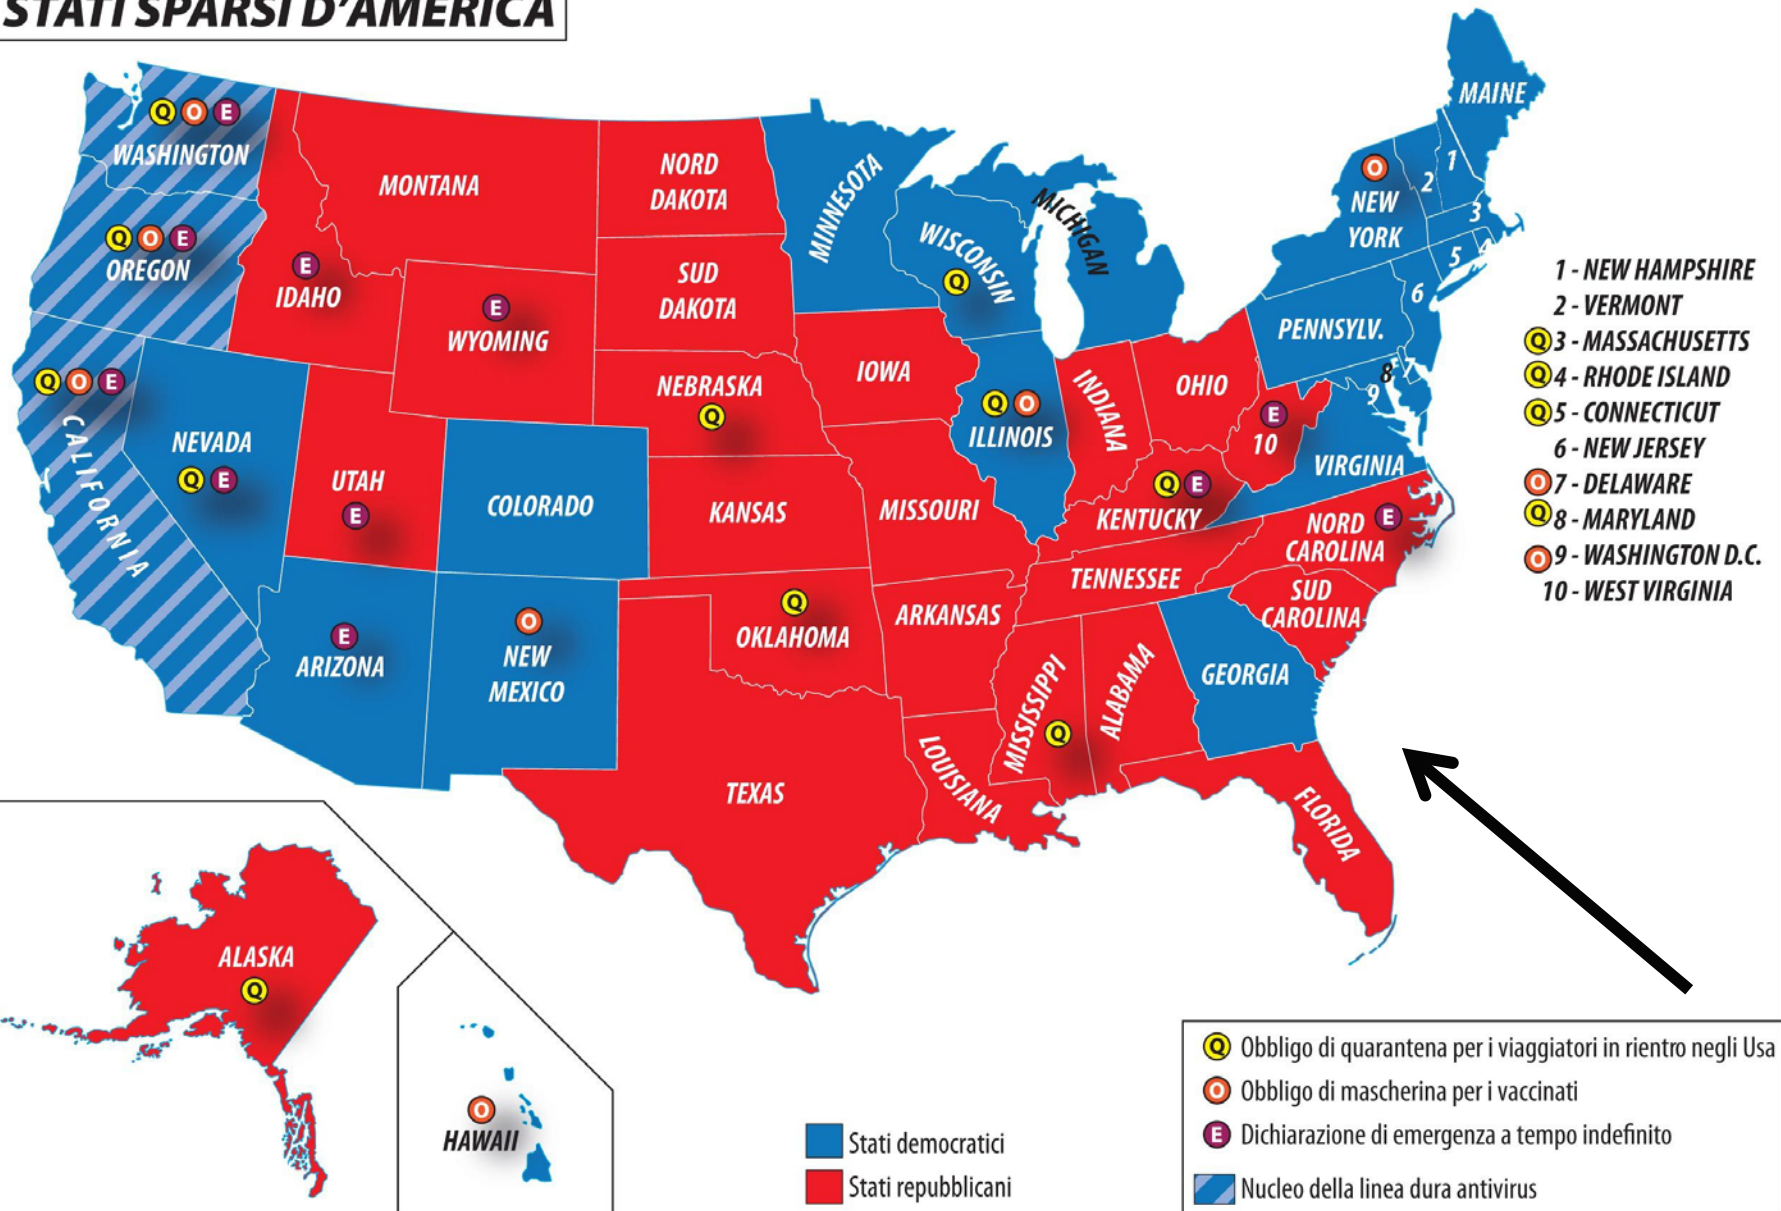 STATI SPARSI D'AMERICA
Q O E
WASHINGTON
Q O E
OREGON
Q O E
CALIFORNIA
NEVADA
Q E
E
IDAHO
MONTANA
E
WYOMING
UTAH
E
E
ARIZONA
COLORADO
O
NEW
MEXICO
NORD
DAKOTA
SUD
DAKOTA
NEBRASKA
Q
KANSAS
Q
OKLAHOMA
TEXAS
MINNESOTA
IOWA
MISSOURI
ARKANSAS
LOUISIANA
WISCONSIN
Q
MICHIGAN
Q O
ILLINOIS
INDIANA
OHIO
Q E
KENTUCKY
TENNESSEE
MISSISSIPPI
Q
ALABAMA
GEORGIA
FLORIDA
SUD
CAROLINA
NORD E
CAROLINA
VIRGINIA
E
10
PENNSYLV.
O
NEW
YORK
MAINE
1
2
3
4
5
6
7
8
9
1 - NEW HAMPSHIRE
2 - VERMONT
Q 3 - MASSACHUSETTS
Q 4 - RHODE ISLAND
Q 5 - CONNECTICUT
6 - NEW JERSEY
O 7 - DELAWARE
Q 8 - MARYLAND
O 9 - WASHINGTON D.C.
10 - WEST VIRGINIA
ALASKA
Q
O
HAWAII
Stati democratici
Stati repubblicani
Q Obbligo di quarantena per i viaggiatori in rientro negli Usa
O Obbligo di mascherina per i vaccinati
E Dichiarazione di emergenza a tempo indefinito
Nucleo della linea dura antivirus